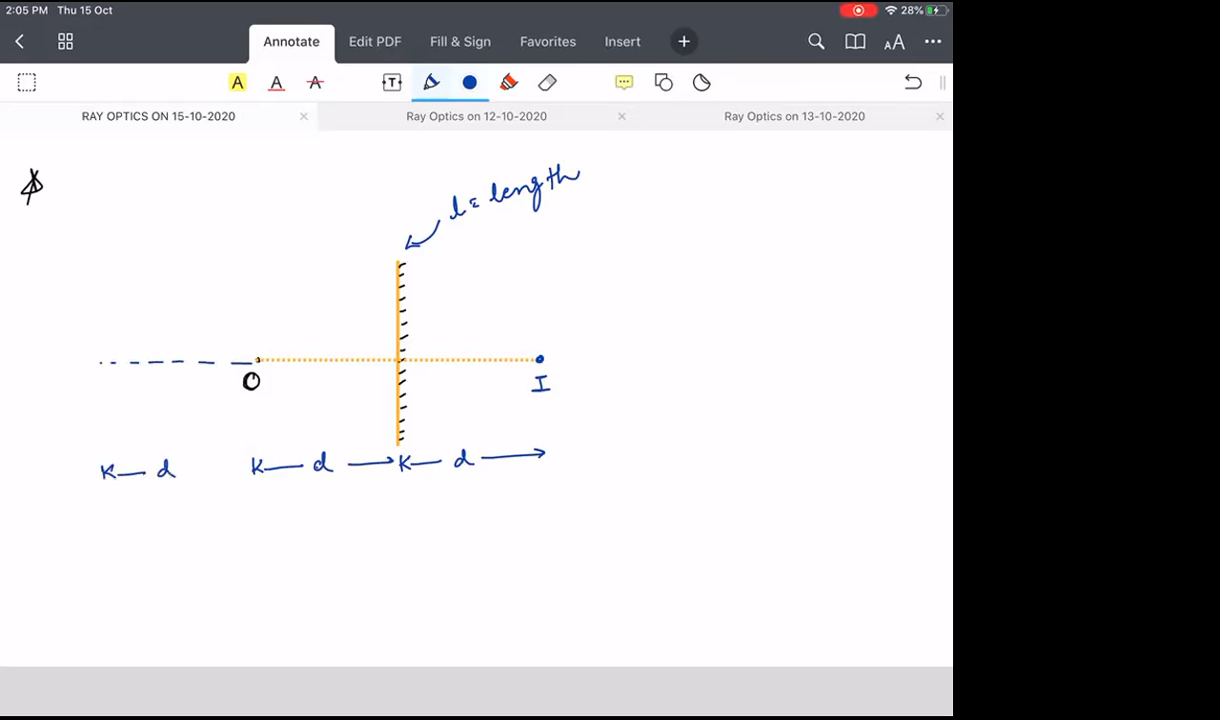 2:05 PM Thu 15 Oct 28%
Annotate Edit PDF Fill & Sign Favorites Insert
A A A T
RAY OPTICS ON 15-10-2020 Ray Optics on 12-10-2020 Ray Optics on 13-10-2020
l = length
O I
d d d